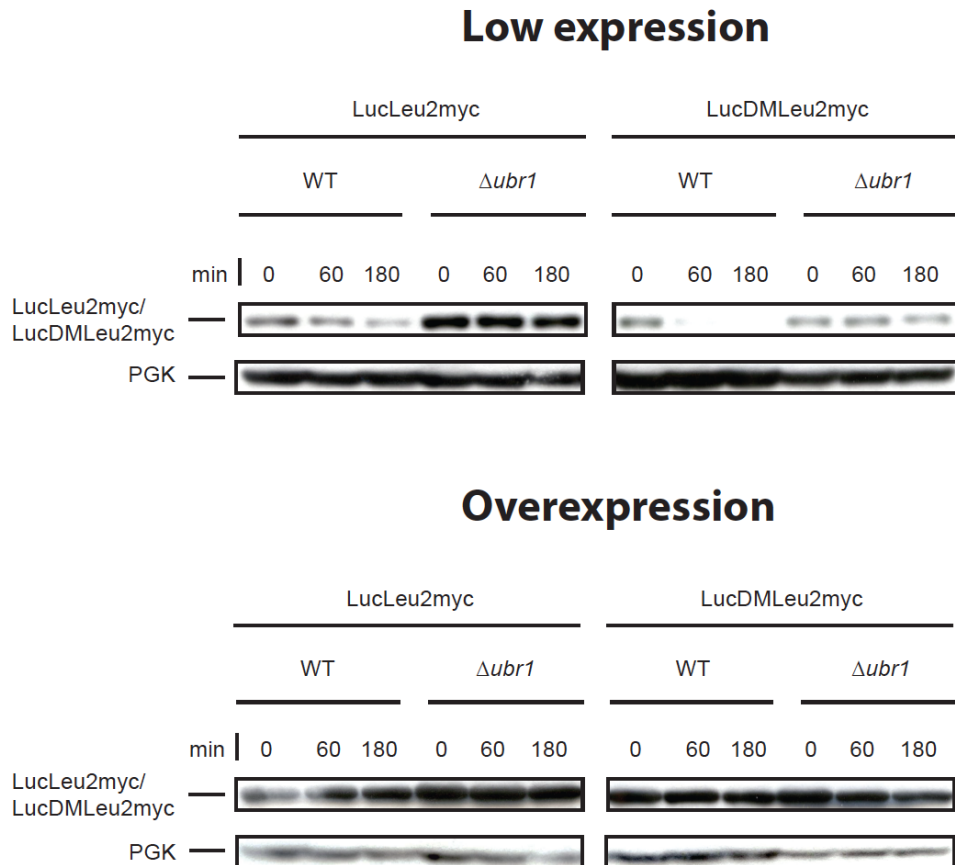 Low expression
LucLeu2myc LucDMLeu2myc
WT Δubr1 WT Δubr1
min 0 60 180 0 60 180 0 60 180 0 60 180
LucLeu2myc/
LucDMLeu2myc
PGK
Overexpression
LucLeu2myc LucDMLeu2myc
WT Δubr1 WT Δubr1
min 0 60 180 0 60 180 0 60 180 0 60 180
LucLeu2myc/
LucDMLeu2myc
PGK